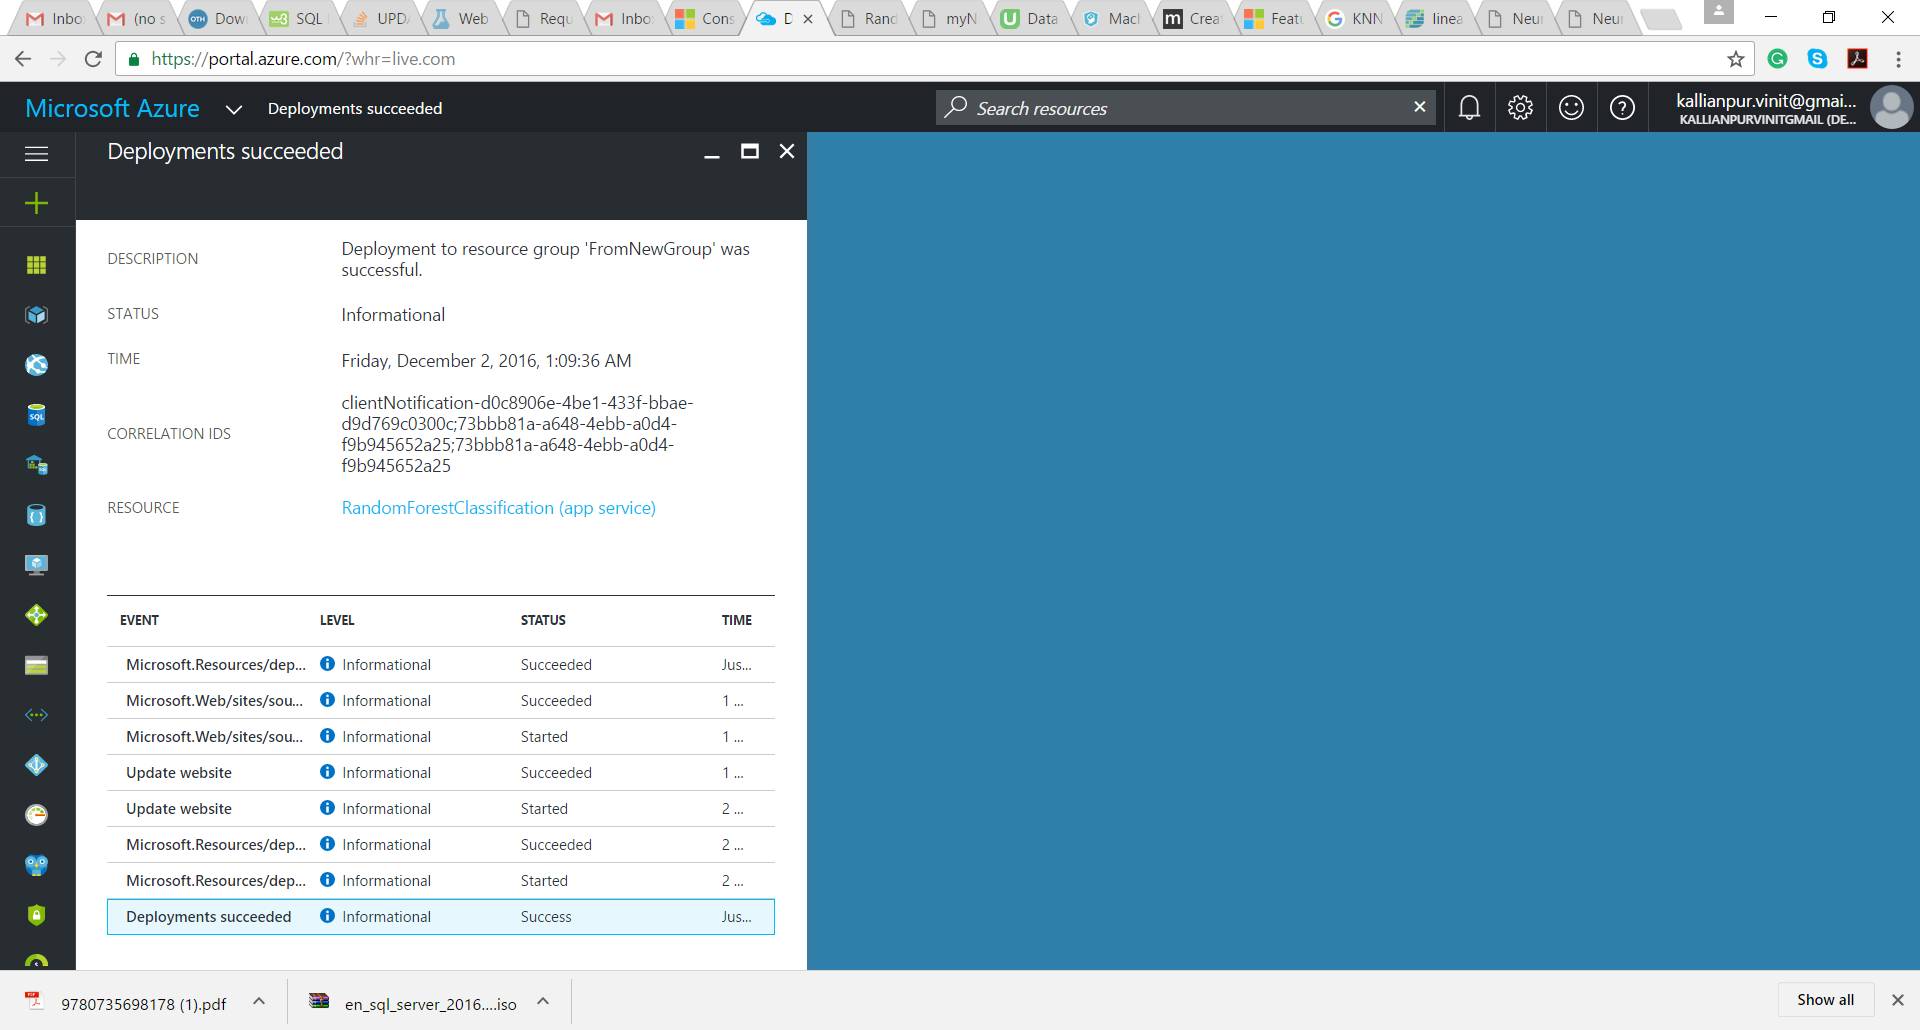 Inbo
(no s
Dow
SQL
UPD
Web
Requ
Inbo
Cons
D
Rand
myN
Data
Mach
Crea
Featu
KNN
linea
Neur
Neur
https://portal.azure.com/?whr=live.com
Microsoft Azure
Deployments succeeded
Search resources
kallianpur.vinit@gmai...
KALLIANPURVINITGMAIL (DE...
Deployments succeeded
DESCRIPTION
Deployment to resource group 'FromNewGroup' was
successful.
STATUS
Informational
TIME
Friday, December 2, 2016, 1:09:36 AM
CORRELATION IDS
clientNotification-d0c8906e-4be1-433f-bbae-
d9d769c0300c;73bbb81a-a648-4ebb-a0d4-
f9b945652a25;73bbb81a-a648-4ebb-a0d4-
f9b945652a25
RESOURCE
RandomForestClassification (app service)
EVENT LEVEL STATUS TIME
Microsoft.Resources/dep... Informational Succeeded Jus...
Microsoft.Web/sites/sou... Informational Succeeded 1 ...
Microsoft.Web/sites/sou... Informational Started 1 ...
Update website Informational Succeeded 1 ...
Update website Informational Started 2 ...
Microsoft.Resources/dep... Informational Succeeded 2 ...
Microsoft.Resources/dep... Informational Started 2 ...
Deployments succeeded Informational Success Jus...
9780735698178 (1).pdf
en_sql_server_2016....iso
Show all